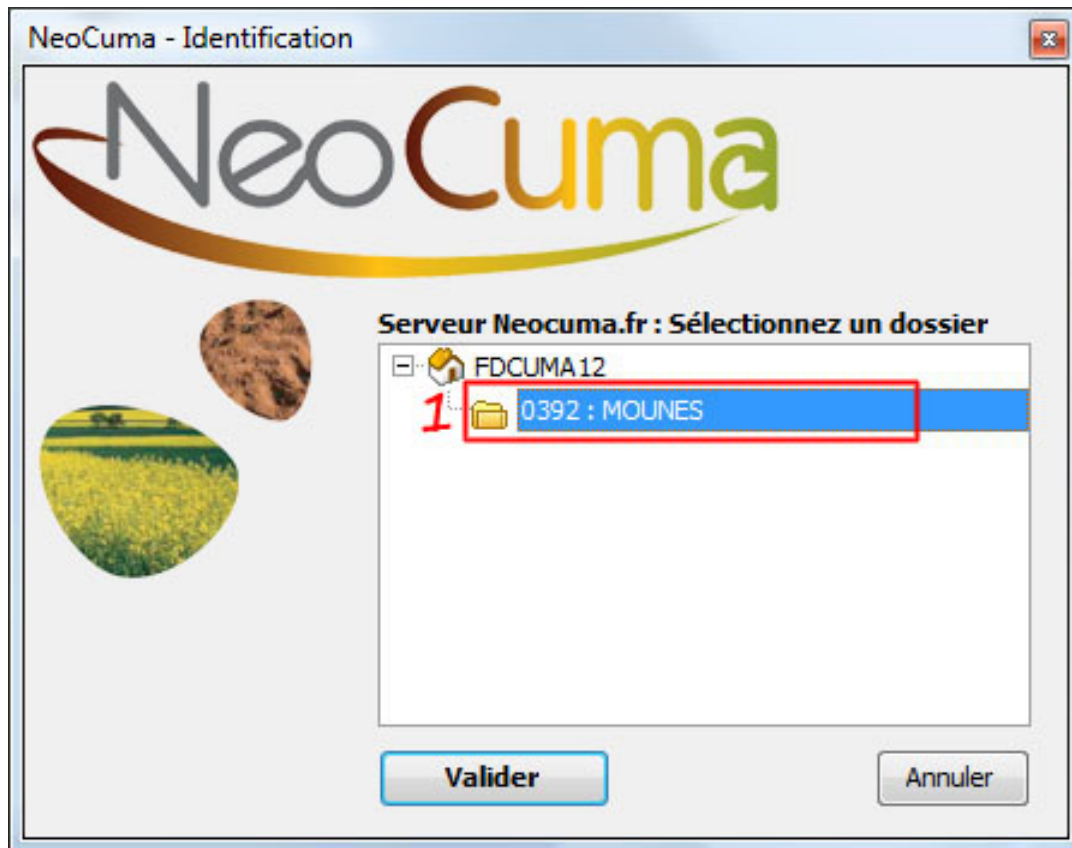 NeoCuma - Identification
NeoCuma
Serveur Neocuma.fr : Sélectionnez un dossier
FDCUMA12
1 0392 : MOUNES
Valider Annuler